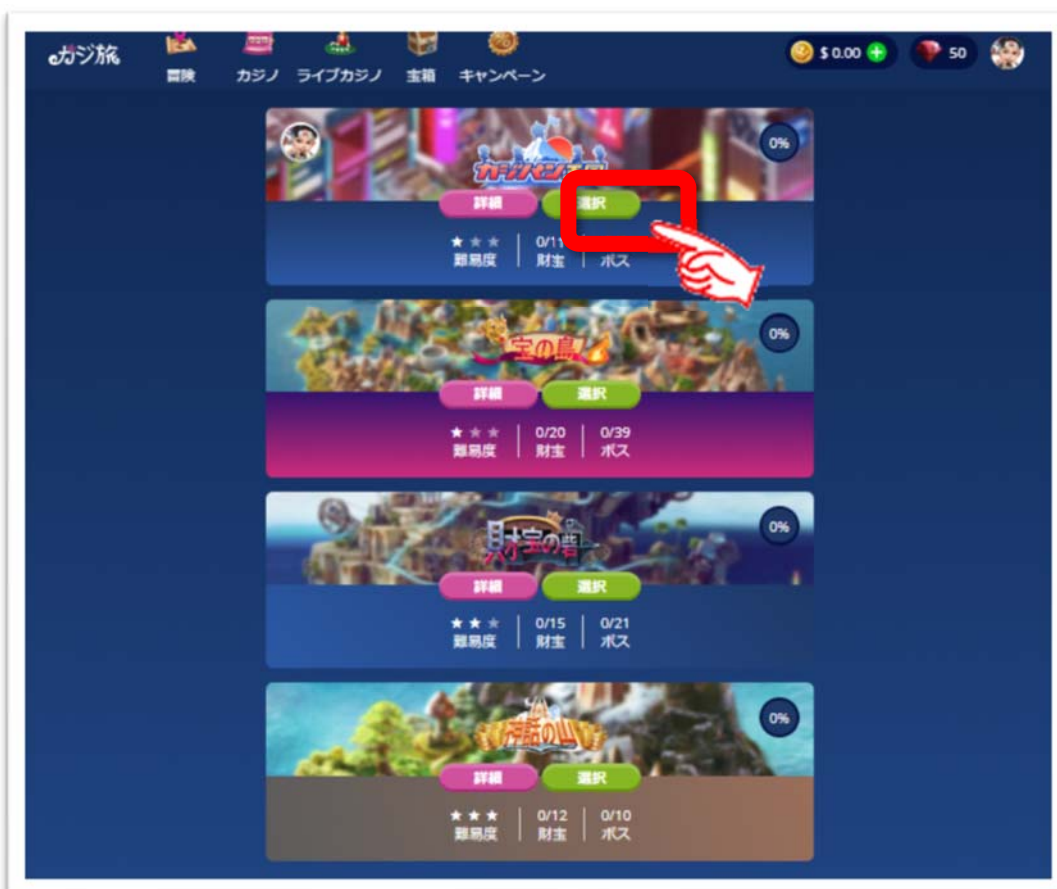 カジ旅
冒険 カジノ ライブカジノ 宝箱 キャンペーン
$ 0.00
50
0%
詳細 選択
★★★ 0/11
難易度 財宝 ボス
0%
宝の島
詳細 選択
★★★ 0/20 0/39
難易度 財宝 ボス
0%
財宝の砦
詳細 選択
★★★ 0/15 0/21
難易度 財宝 ボス
0%
神話の山
詳細 選択
★★★ 0/12 0/10
難易度 財宝 ボス